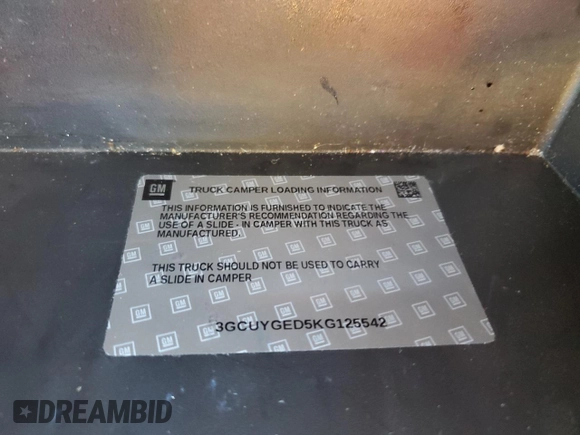 GM
TRUCK CAMPER LOADING INFORMATION
THIS INFORMATION IS FURNISHED TO INDICATE THE
MANUFACTURER'S RECOMMENDATION REGARDING THE
USE OF A SLIDE - IN CAMPER WITH THIS TRUCK AS
MANUFACTURED.
THIS TRUCK SHOULD NOT BE USED TO CARRY
A SLIDE IN CAMPER
3GCUYGED5KG125542
DREAMBID